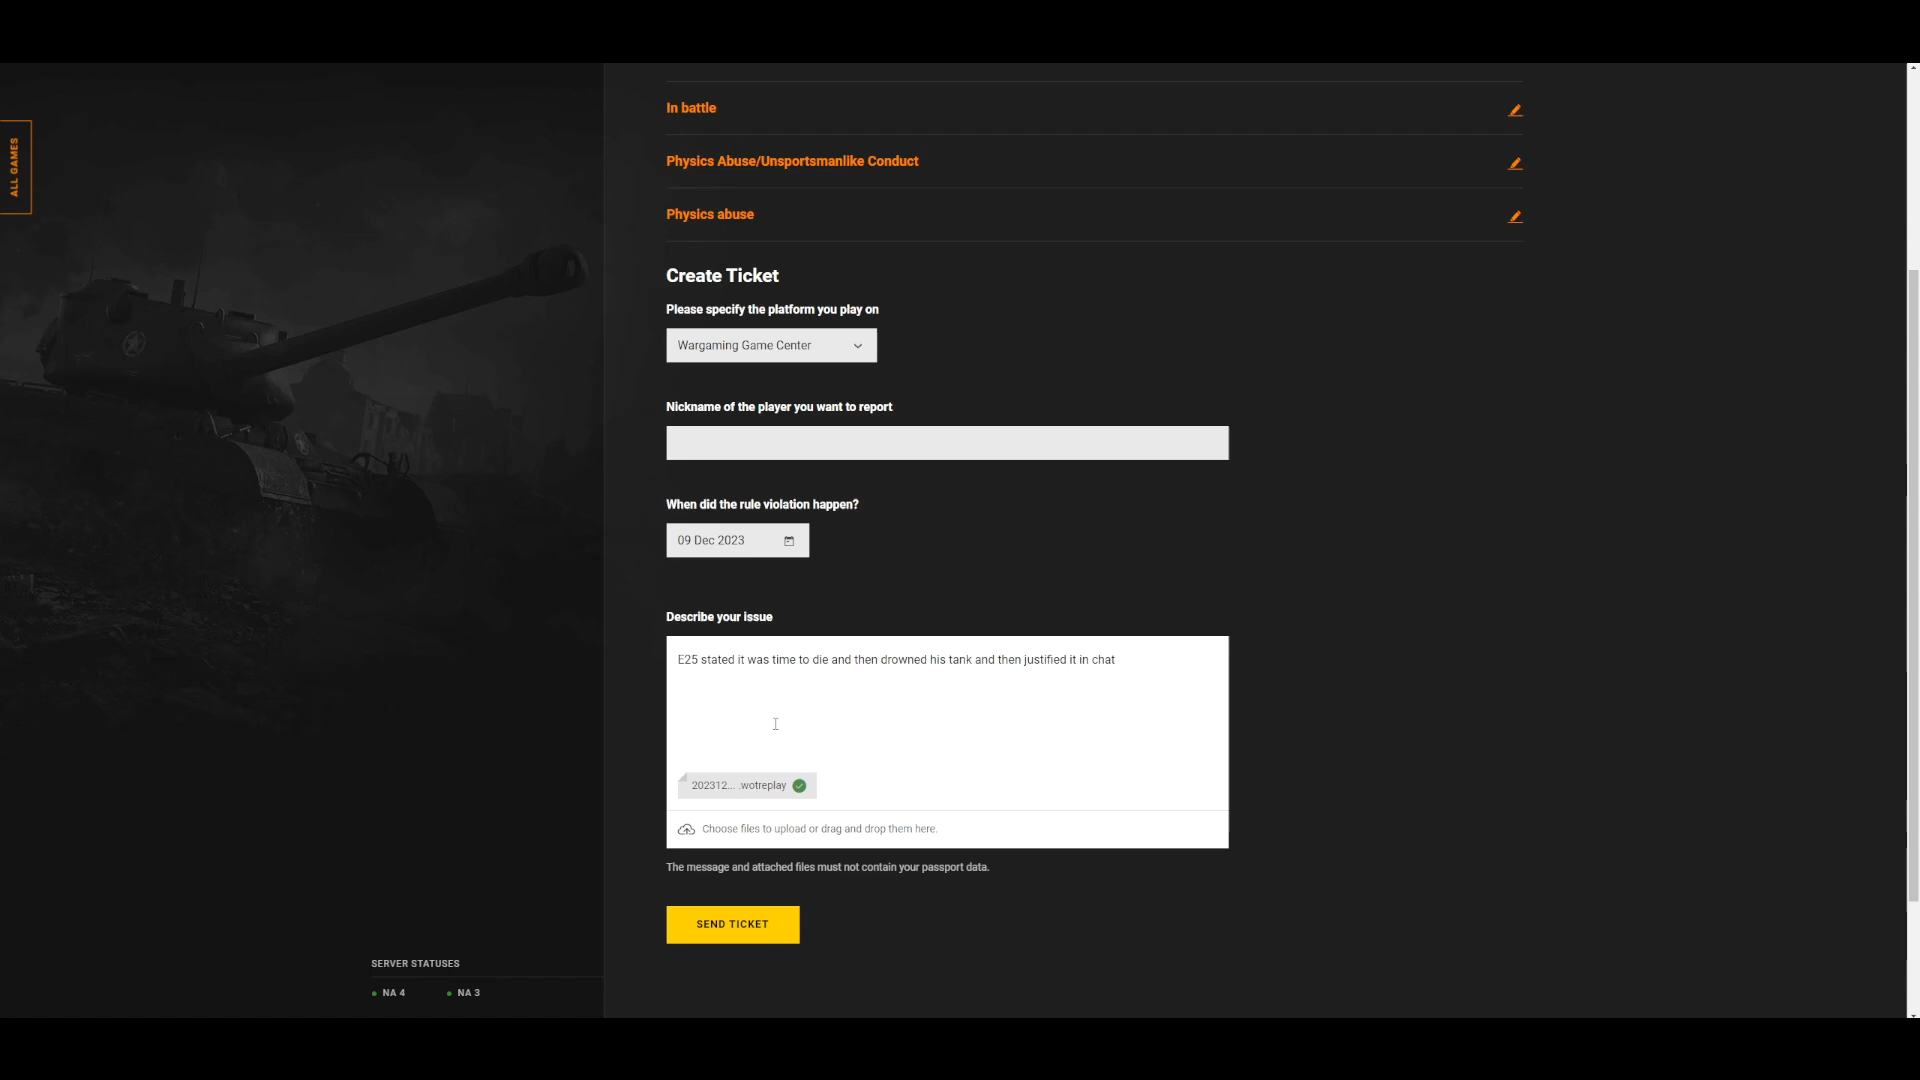 ALL GAMES
In battle
Physics Abuse/Unsportsmanlike Conduct
Physics abuse
Create Ticket
Please specify the platform you play on
Wargaming Game Center
Nickname of the player you want to report
When did the rule violation happen?
09 Dec 2023
Describe your issue
E25 stated it was time to die and then drowned his tank and then justified it in chat
202312... .wotreplay
Choose files to upload or drag and drop them here.
The message and attached files must not contain your passport data.
SEND TICKET
SERVER STATUSES
NA 4 NA 3